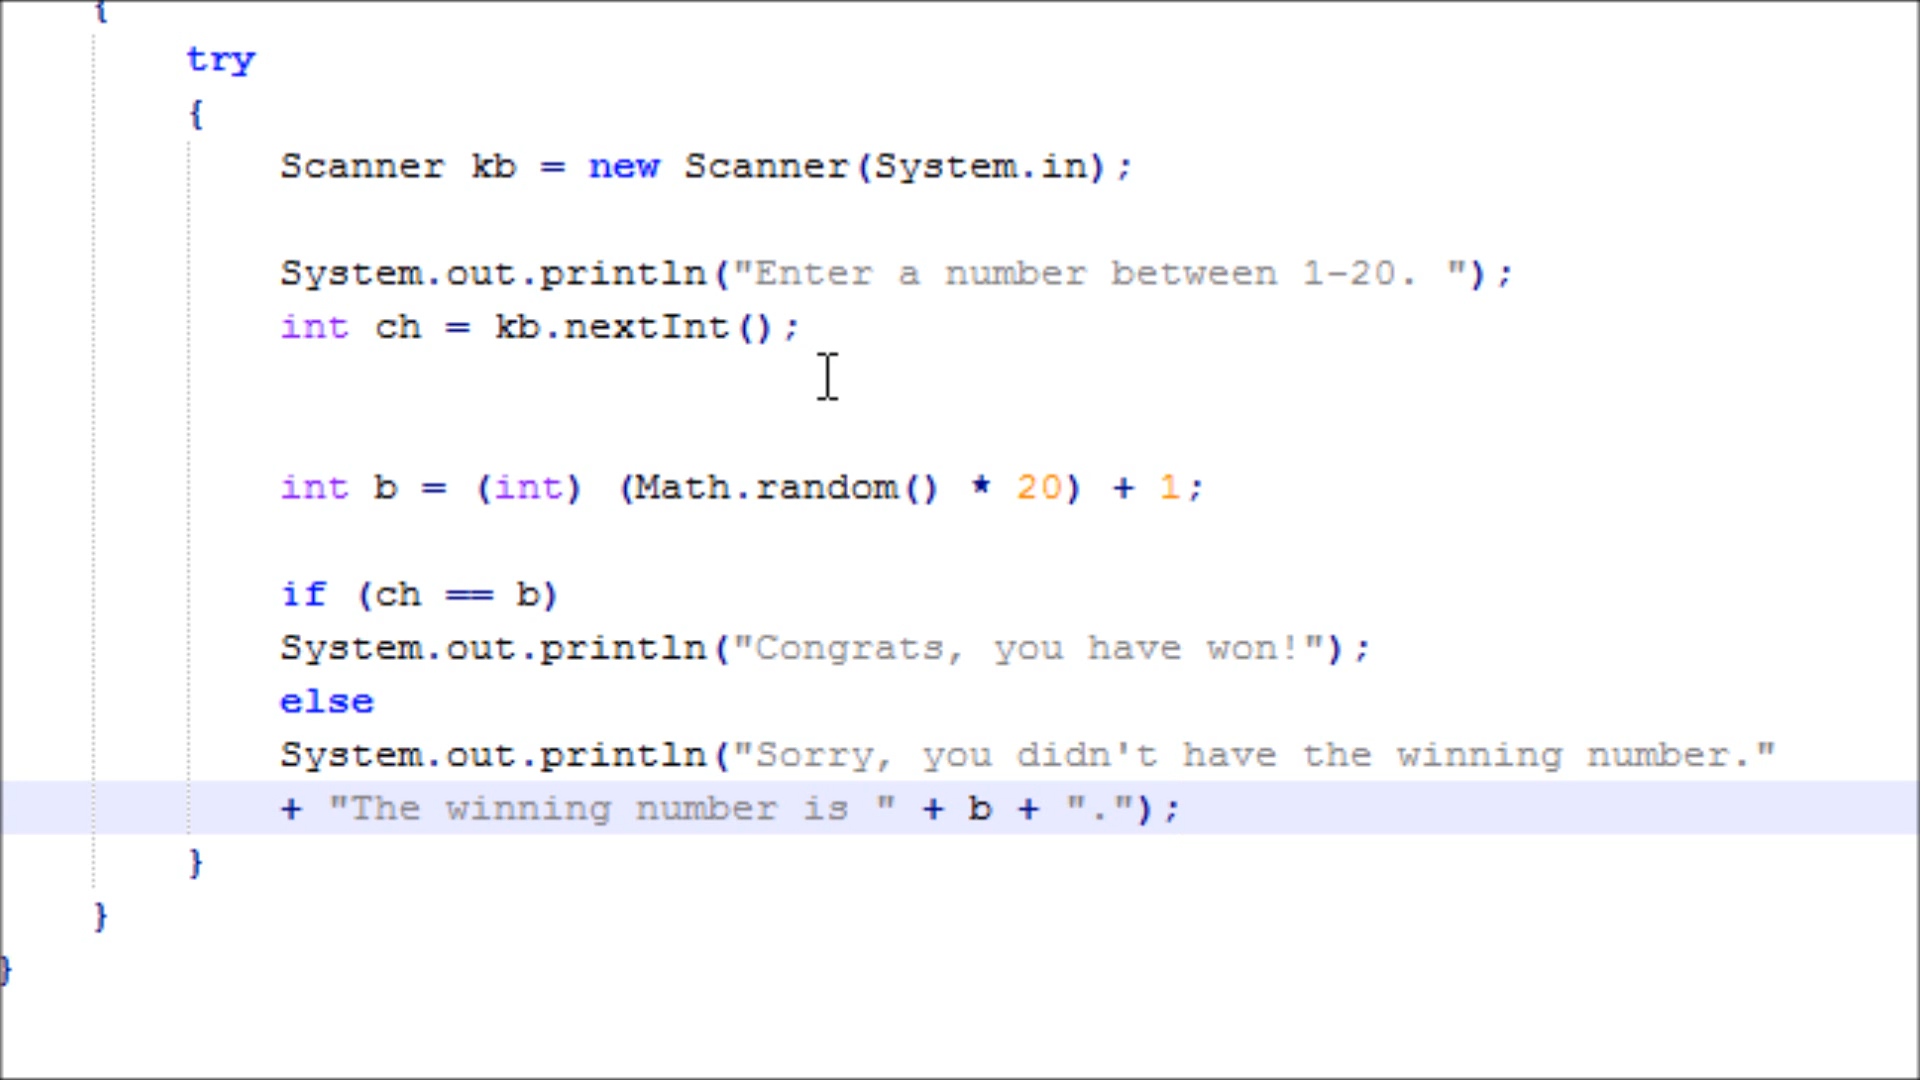 {
try
{
Scanner kb = new Scanner(System.in);
System.out.println("Enter a number between 1-20. ");
int ch = kb.nextInt();
int b = (int) (Math.random() * 20) + 1;
if (ch == b)
System.out.println("Congrats, you have won!");
else
System.out.println("Sorry, you didn't have the winning number."
+ "The winning number is " + b + ".");
}
}
}